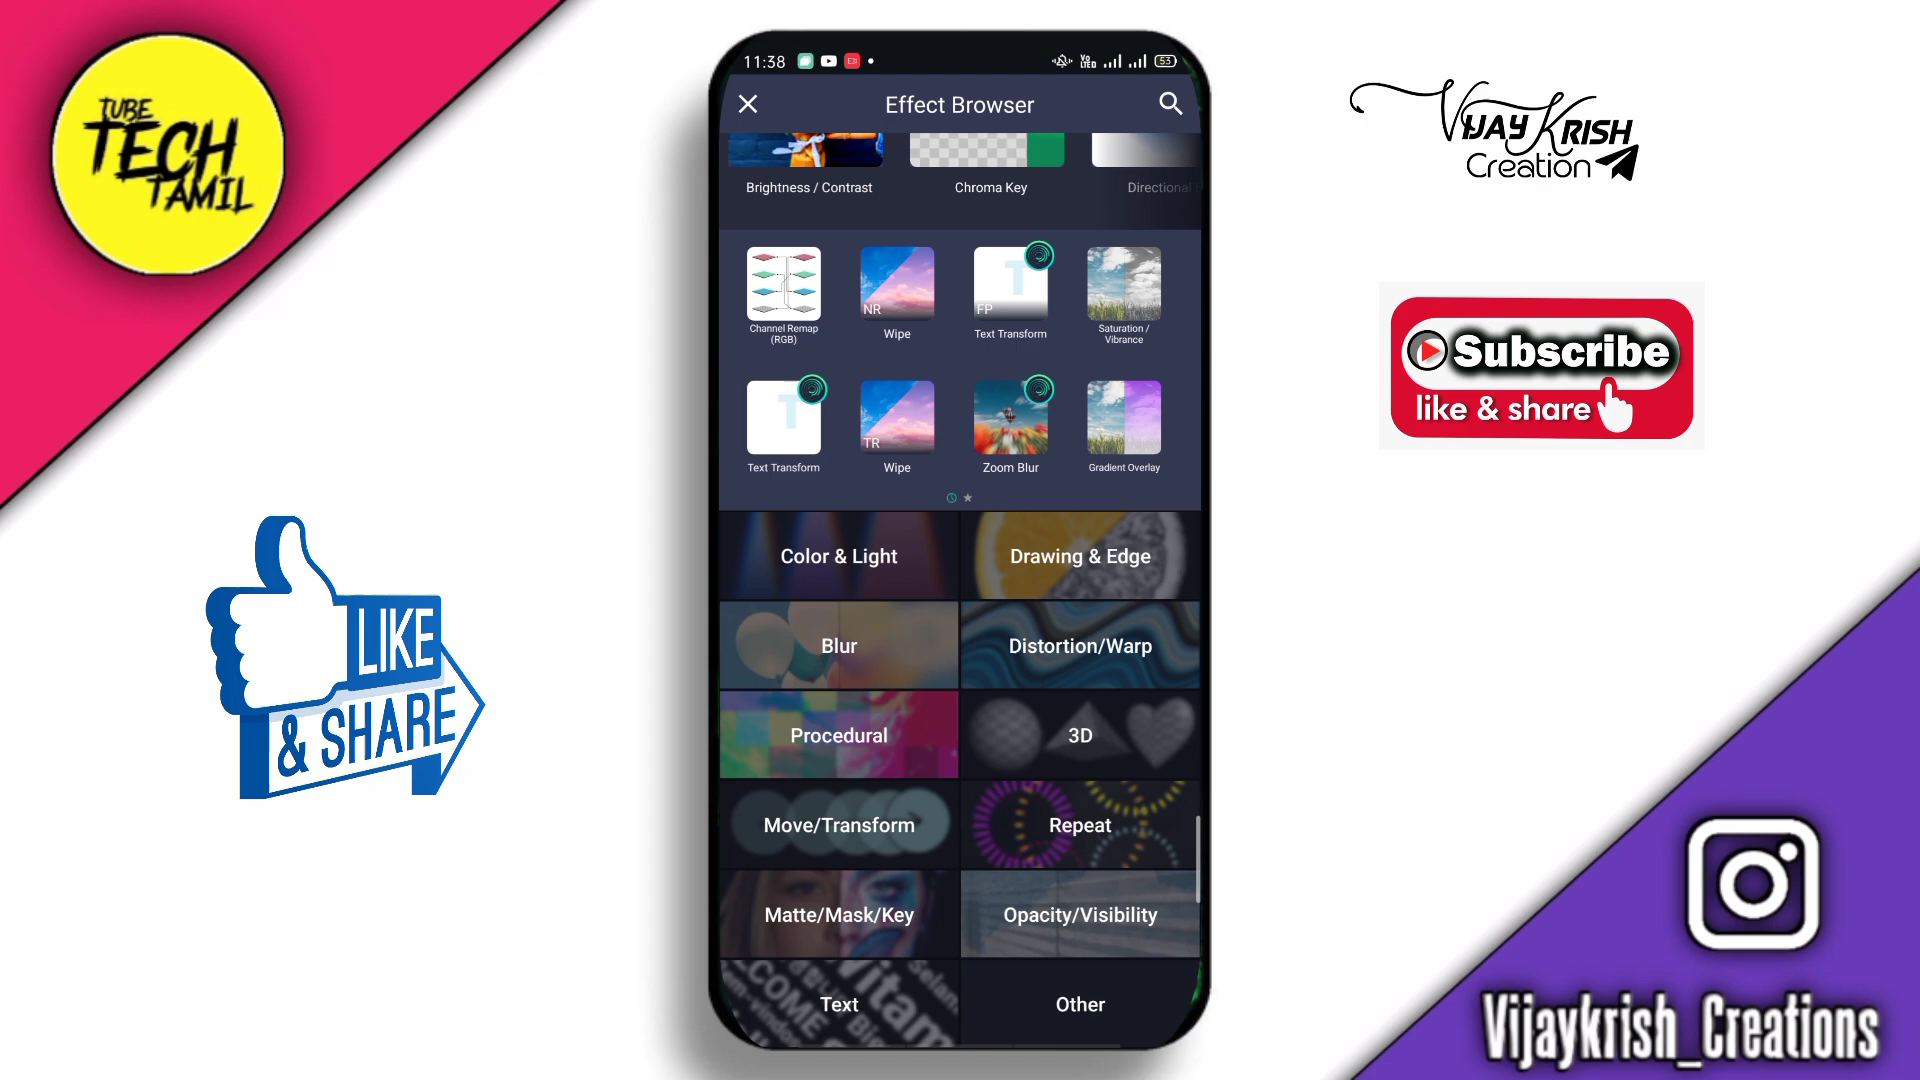 TUBE
TECH
TAMIL
11:38
Vo
LTED
53
Effect Browser
Brightness / Contrast
Chroma Key
Directional
Channel Remap
(RGB)
NR
Wipe
T
FP
Text Transform
Saturation /
Vibrance
T
Text Transform
TR
Wipe
Zoom Blur
Gradient Overlay
Color & Light
Drawing & Edge
Blur
Distortion/Warp
Procedural
3D
Move/Transform
Repeat
Matte/Mask/Key
Opacity/Visibility
Text
Other
LIKE
& SHARE
VIJAY KRISH
Creation
Subscribe
like & share
Vijaykrish_Creations